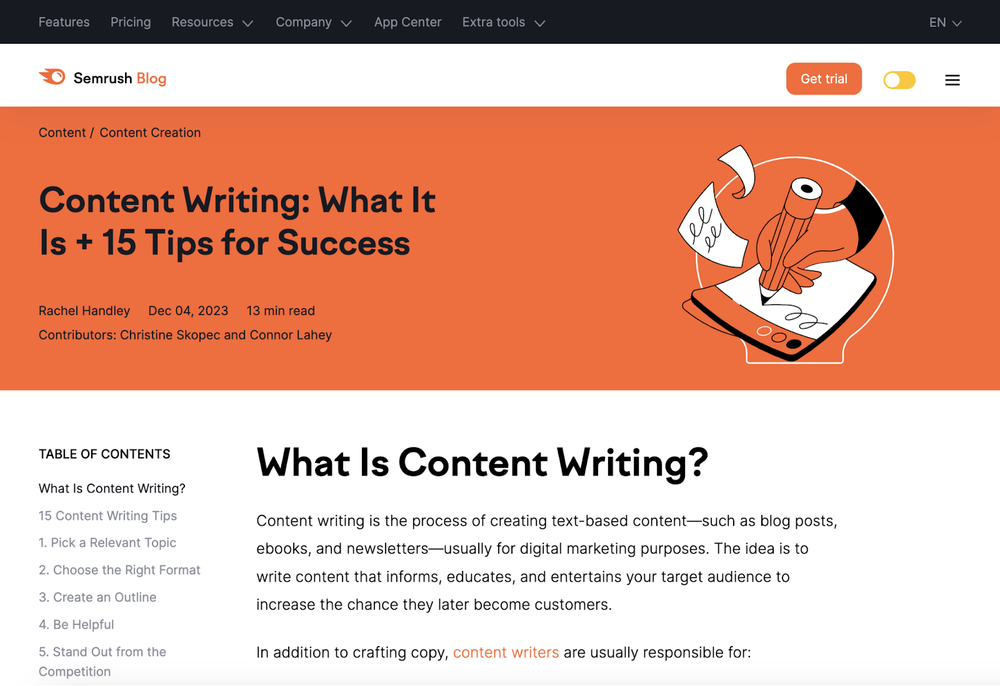 Features Pricing Resources Company App Center Extra tools EN
Semrush Blog
Get trial
Content / Content Creation
Content Writing: What It
Is + 15 Tips for Success
Rachel Handley Dec 04, 2023 13 min read
Contributors: Christine Skopec and Connor Lahey
TABLE OF CONTENTS
What Is Content Writing?
15 Content Writing Tips
1. Pick a Relevant Topic
2. Choose the Right Format
3. Create an Outline
4. Be Helpful
5. Stand Out from the
Competition
What Is Content Writing?
Content writing is the process of creating text-based content—such as blog posts,
ebooks, and newsletters—usually for digital marketing purposes. The idea is to
write content that informs, educates, and entertains your target audience to
increase the chance they later become customers.
In addition to crafting copy, content writers are usually responsible for: